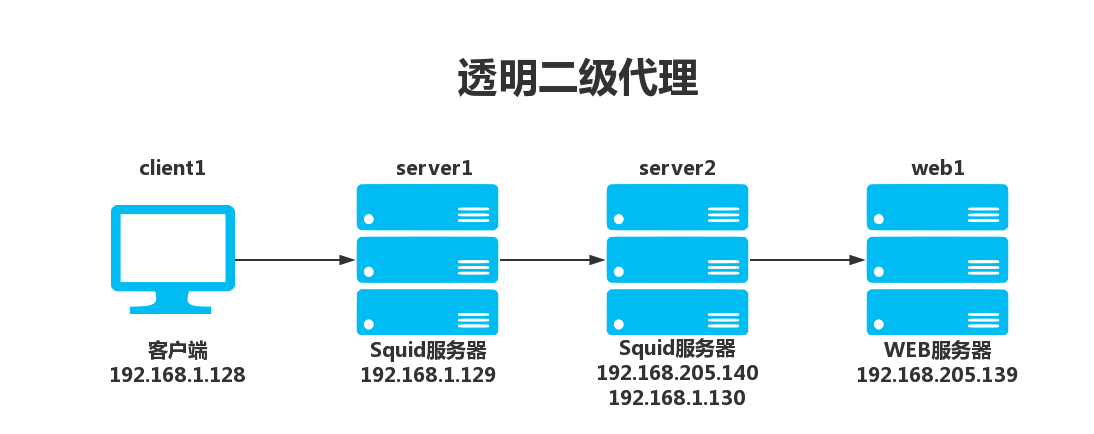 透明二级代理
client1
server1
server2
web1
客户端
192.168.1.128
Squid服务器
192.168.1.129
Squid服务器
192.168.205.140
192.168.1.130
WEB服务器
192.168.205.139